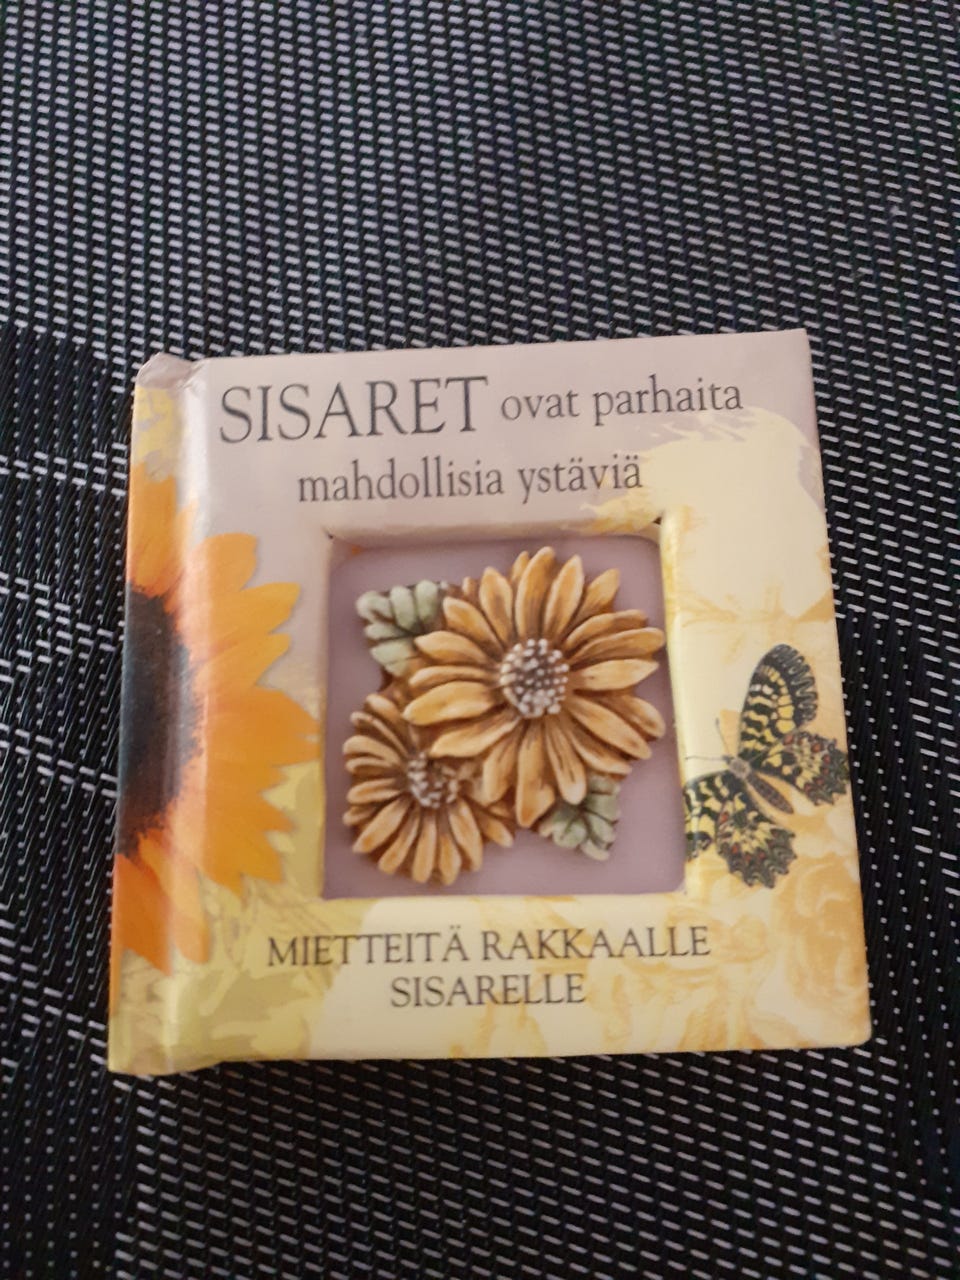 SISARET ovat parhaita
mahdollisia ystäviä
MIETTEITÄ RAKKAALLE
SISARELLE